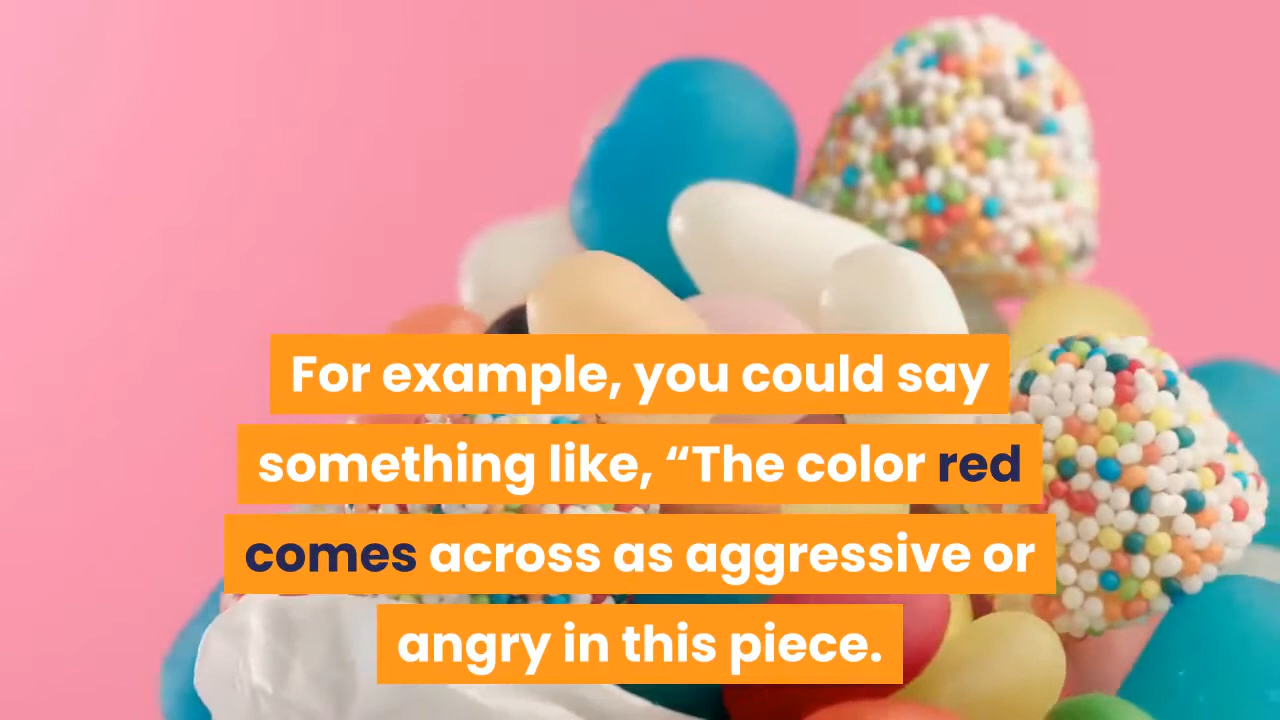 For example, you could say
something like, “The color red
comes across as aggressive or
angry in this piece.